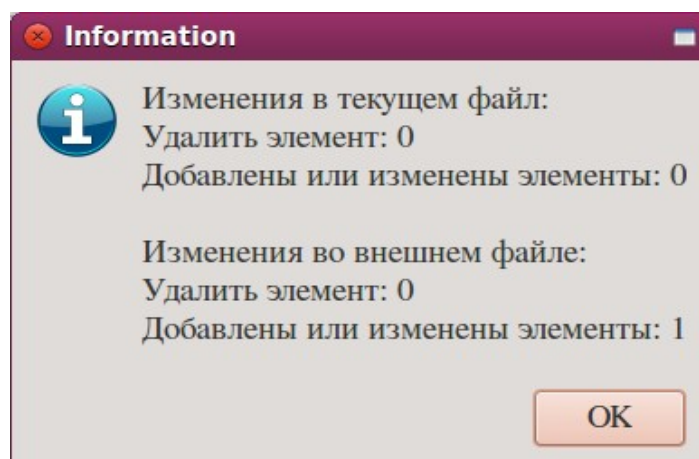 Information
Изменения в текущем файл:
Удалить элемент: 0
Добавлены или изменены элементы: 0
Изменения во внешнем файле:
Удалить элемент: 0
Добавлены или изменены элементы: 1
OK